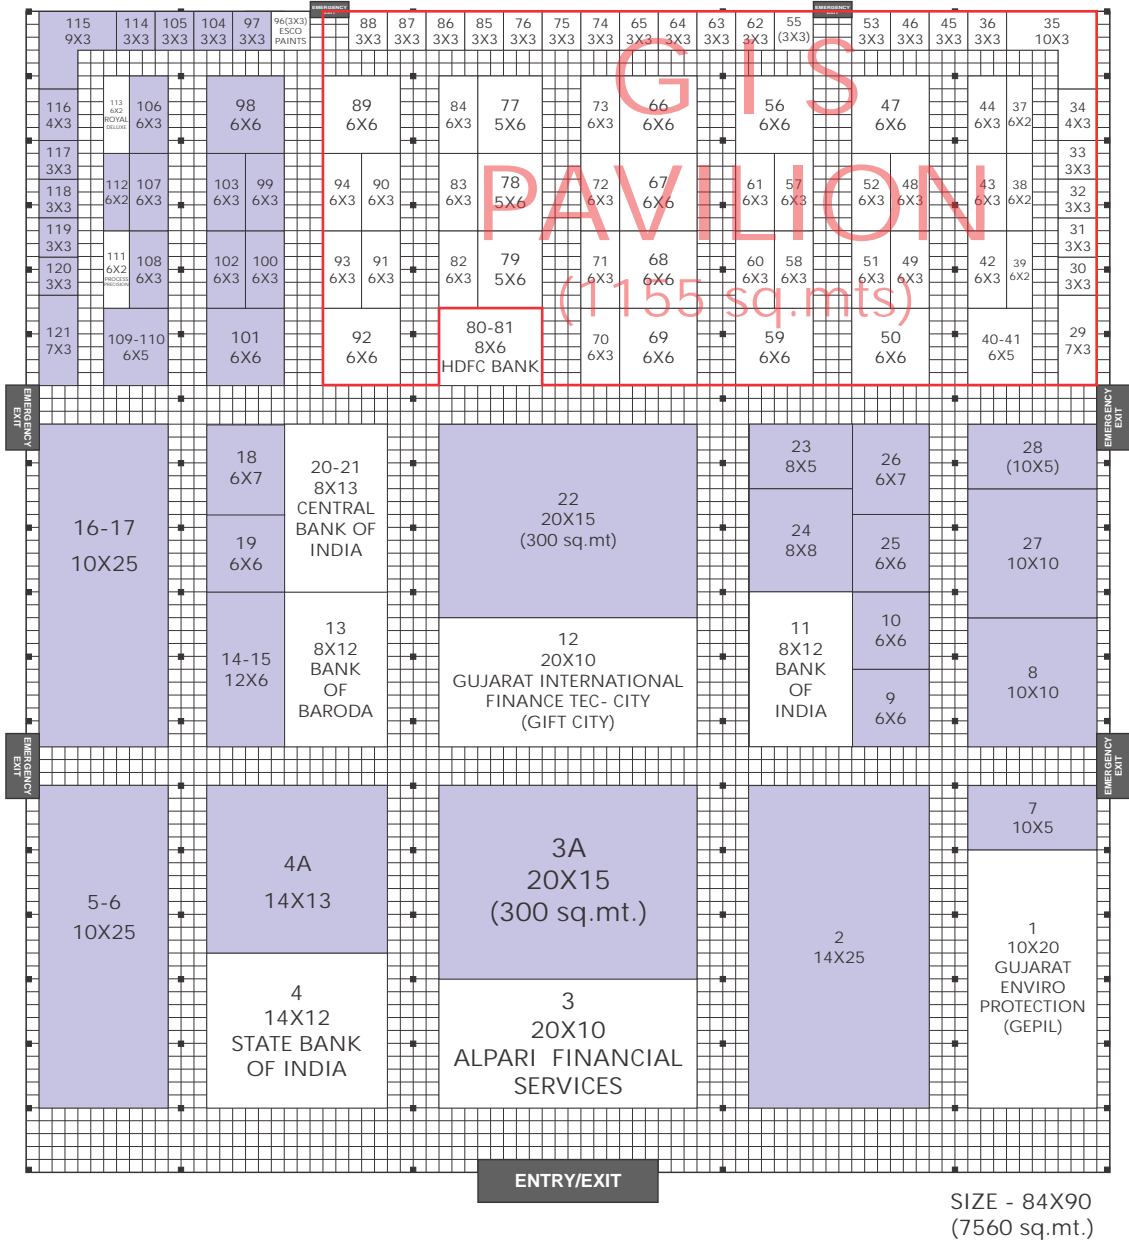 EMERGENCY
EXIT
EMERGENCY
EXIT
115
9X3
114
3X3
105
3X3
104
3X3
97
3X3
96(3X3)
ESCO
PAINTS
88
3X3
87
3X3
86
3X3
85
3X3
76
3X3
75
3X3
65
3X3
64
3X3
63
3X3
62
3X3
55
(3X3)
53
3X3
46
3X3
45
3X3
36
3X3
35
10X3
GIS
PAVILION
(1155 sq.mts)
116
4X3
113
6X2
ROYAL
DELUXE
106
6X3
98
6X6
89
6X6
84
6X3
77
5X6
73
6X3
66
6X6
56
6X6
47
6X6
44
6X3
37
6X2
34
4X3
117
3X3
118
3X3
112
6X2
107
6X3
103
6X3
99
6X3
94
6X3
90
6X3
83
6X3
78
5X6
72
6X3
67
6X6
61
6X3
57
6X3
52
6X3
48
6X3
43
6X3
38
6X2
33
3X3
32
3X3
119
3X3
120
3X3
111
6X2
PROCESS
PRECISION
108
6X3
102
6X3
100
6X3
93
6X3
91
6X3
82
6X3
79
5X6
71
6X3
68
6X6
60
6X3
58
6X3
51
6X3
49
6X3
42
6X3
39
6X2
31
3X3
30
3X3
121
7X3
109-110
6X5
101
6X6
92
6X6
80-81
8X6
HDFC BANK
70
6X3
69
6X6
59
6X6
50
6X6
40-41
6X5
29
7X3
EMERGENCY
EXIT
EMERGENCY
EXIT
16-17
10X25
18
6X7
19
6X6
20-21
8X13
CENTRAL
BANK OF
INDIA
22
20X15
(300 sq.mt)
23
8X5
24
8X8
26
6X7
25
6X6
28
(10X5)
27
10X10
14-15
12X6
13
8X12
BANK
OF
BARODA
12
20X10
GUJARAT INTERNATIONAL
FINANCE TEC- CITY
(GIFT CITY)
11
8X12
BANK
OF
INDIA
10
6X6
9
6X6
8
10X10
EMERGENCY
EXIT
EMERGENCY
EXIT
5-6
10X25
4A
14X13
4
14X12
STATE BANK
OF INDIA
3A
20X15
(300 sq.mt.)
3
20X10
ALPARI FINANCIAL
SERVICES
2
14X25
7
10X5
1
10X20
GUJARAT
ENVIRO
PROTECTION
(GEPIL)
ENTRY/EXIT
SIZE - 84X90
(7560 sq.mt.)